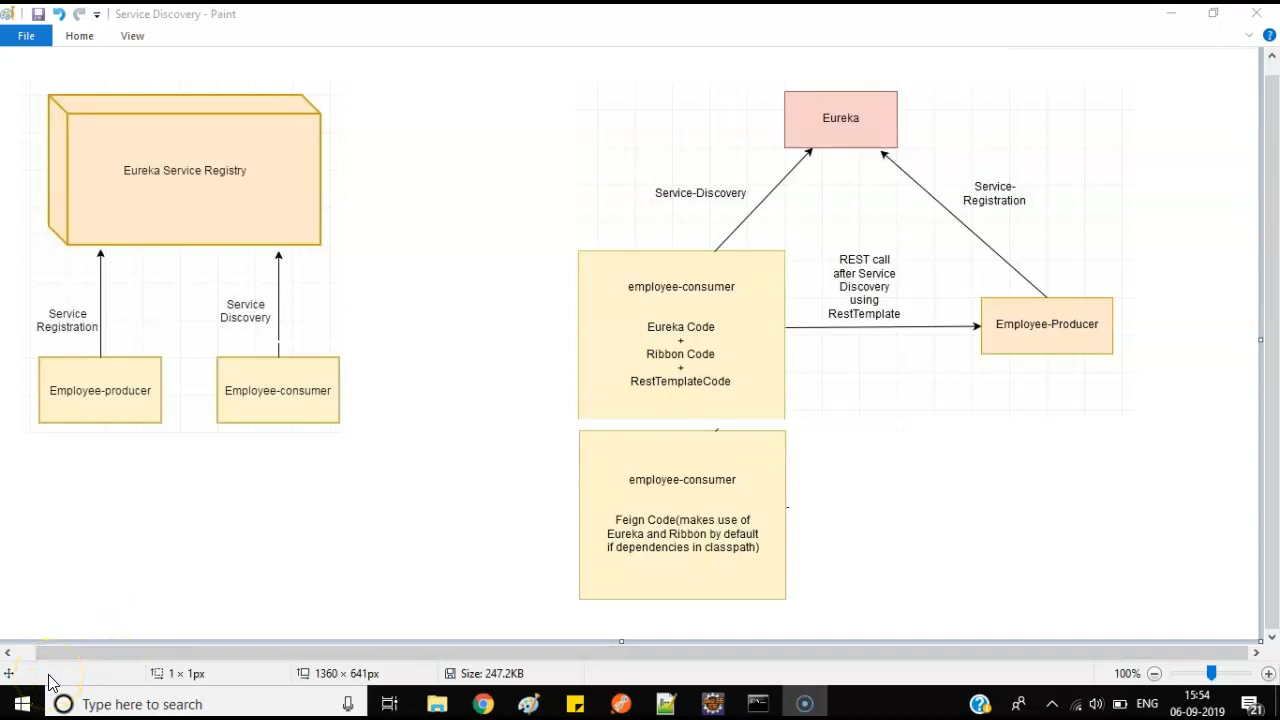 Service Discovery - Paint
File Home View
Eureka Service Registry
Service
Registration
Service
Discovery
Employee-producer
Employee-consumer
Eureka
Service-Discovery
Service-
Registration
employee-consumer
Eureka Code
+
Ribbon Code
+
RestTemplateCode
REST call
after Service
Discovery
using
RestTemplate
Employee-Producer
employee-consumer
Feign Code(makes use of
Eureka and Ribbon by default
if dependencies in classpath)
1 × 1px 1360 × 641px Size: 247.2KB 100%
Type here to search
ENG
15:54
06-09-2019
21